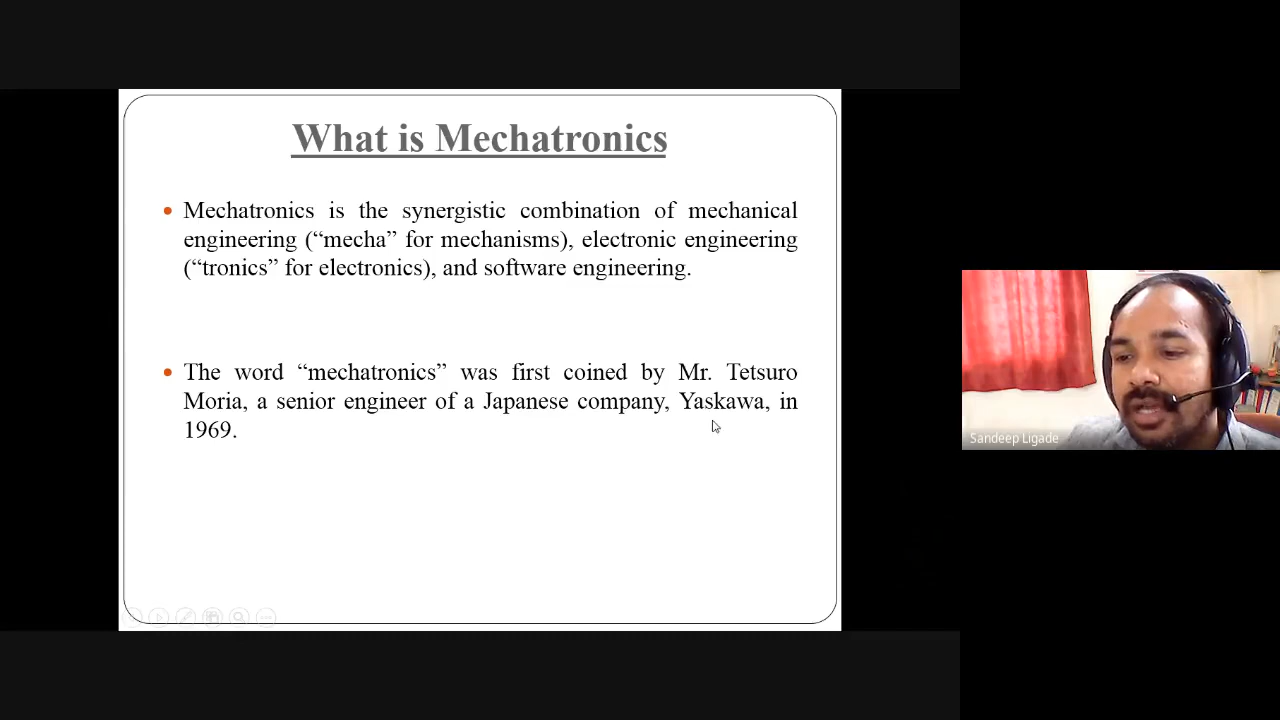 What is Mechatronics
• Mechatronics is the synergistic combination of mechanical
engineering (“mecha” for mechanisms), electronic engineering
(“tronics” for electronics), and software engineering.
• The word “mechatronics” was first coined by Mr. Tetsuro
Moria, a senior engineer of a Japanese company, Yaskawa, in
1969.
Sandeep Ligade